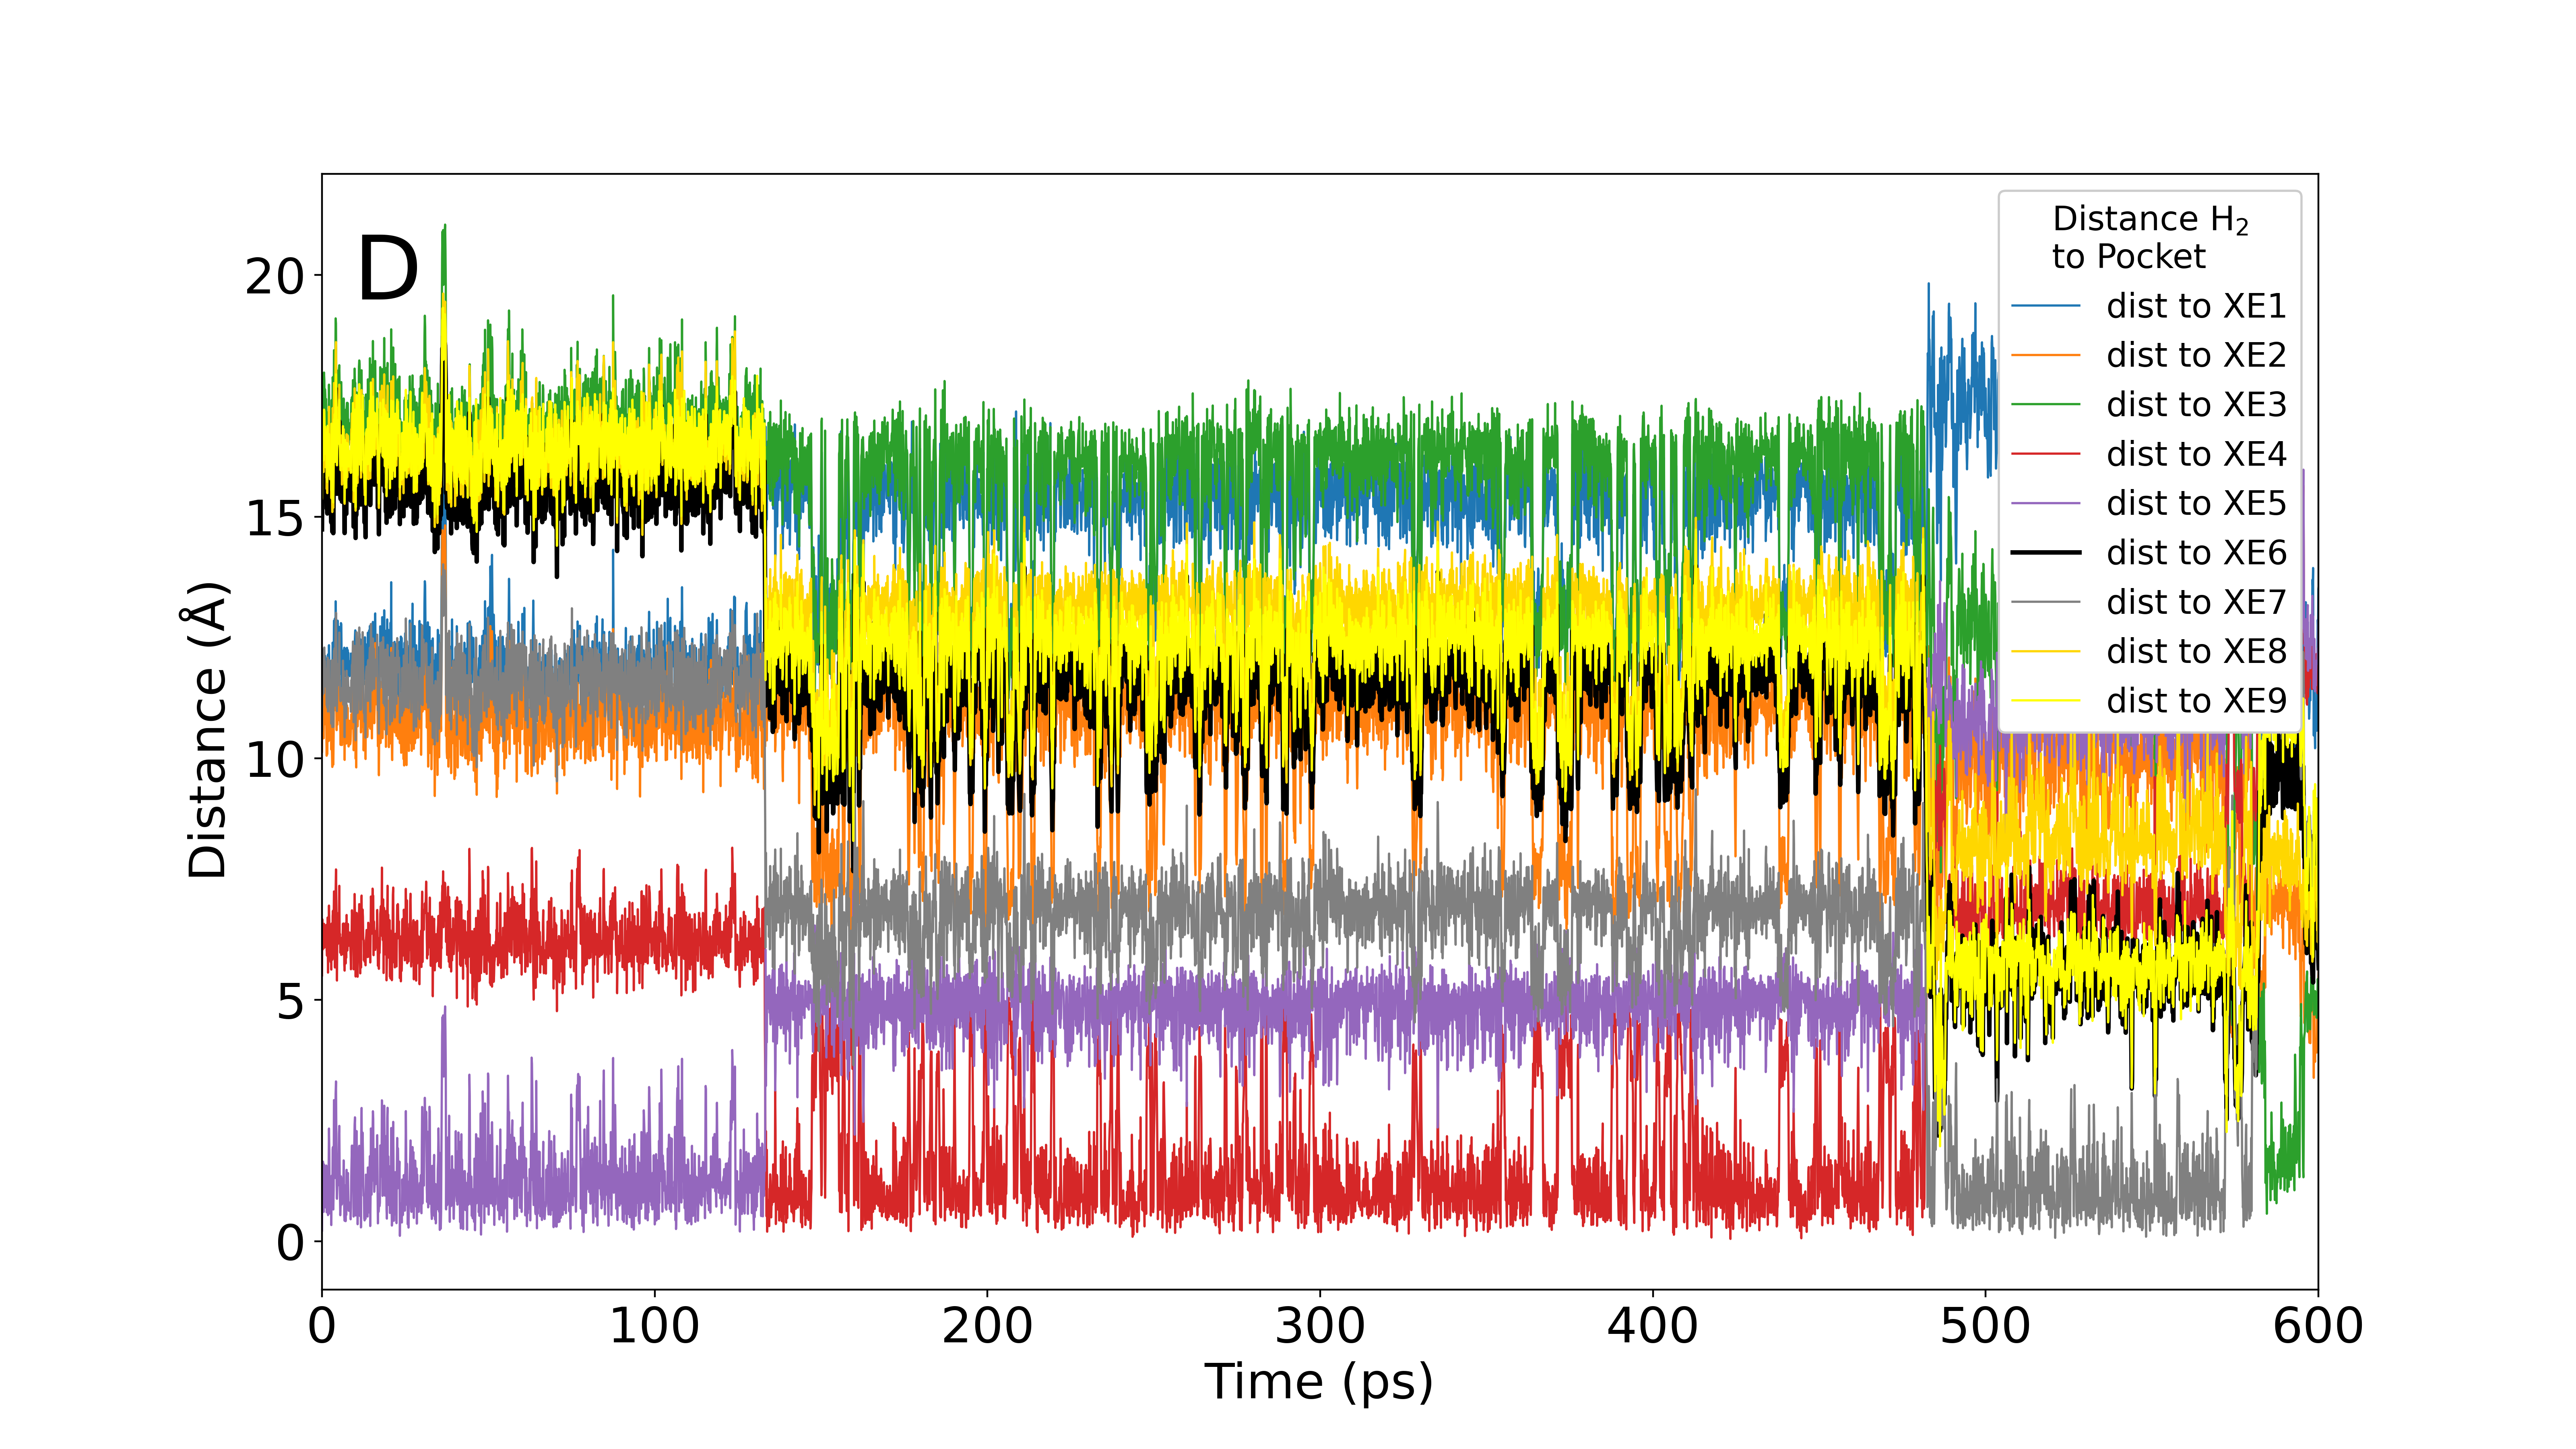 D
Distance H₂
to Pocket
dist to XE1
dist to XE2
dist to XE3
dist to XE4
dist to XE5
dist to XE6
dist to XE7
dist to XE8
dist to XE9
20
15
10
5
0
Distance (Å)
0 100 200 300 400 500 600
Time (ps)